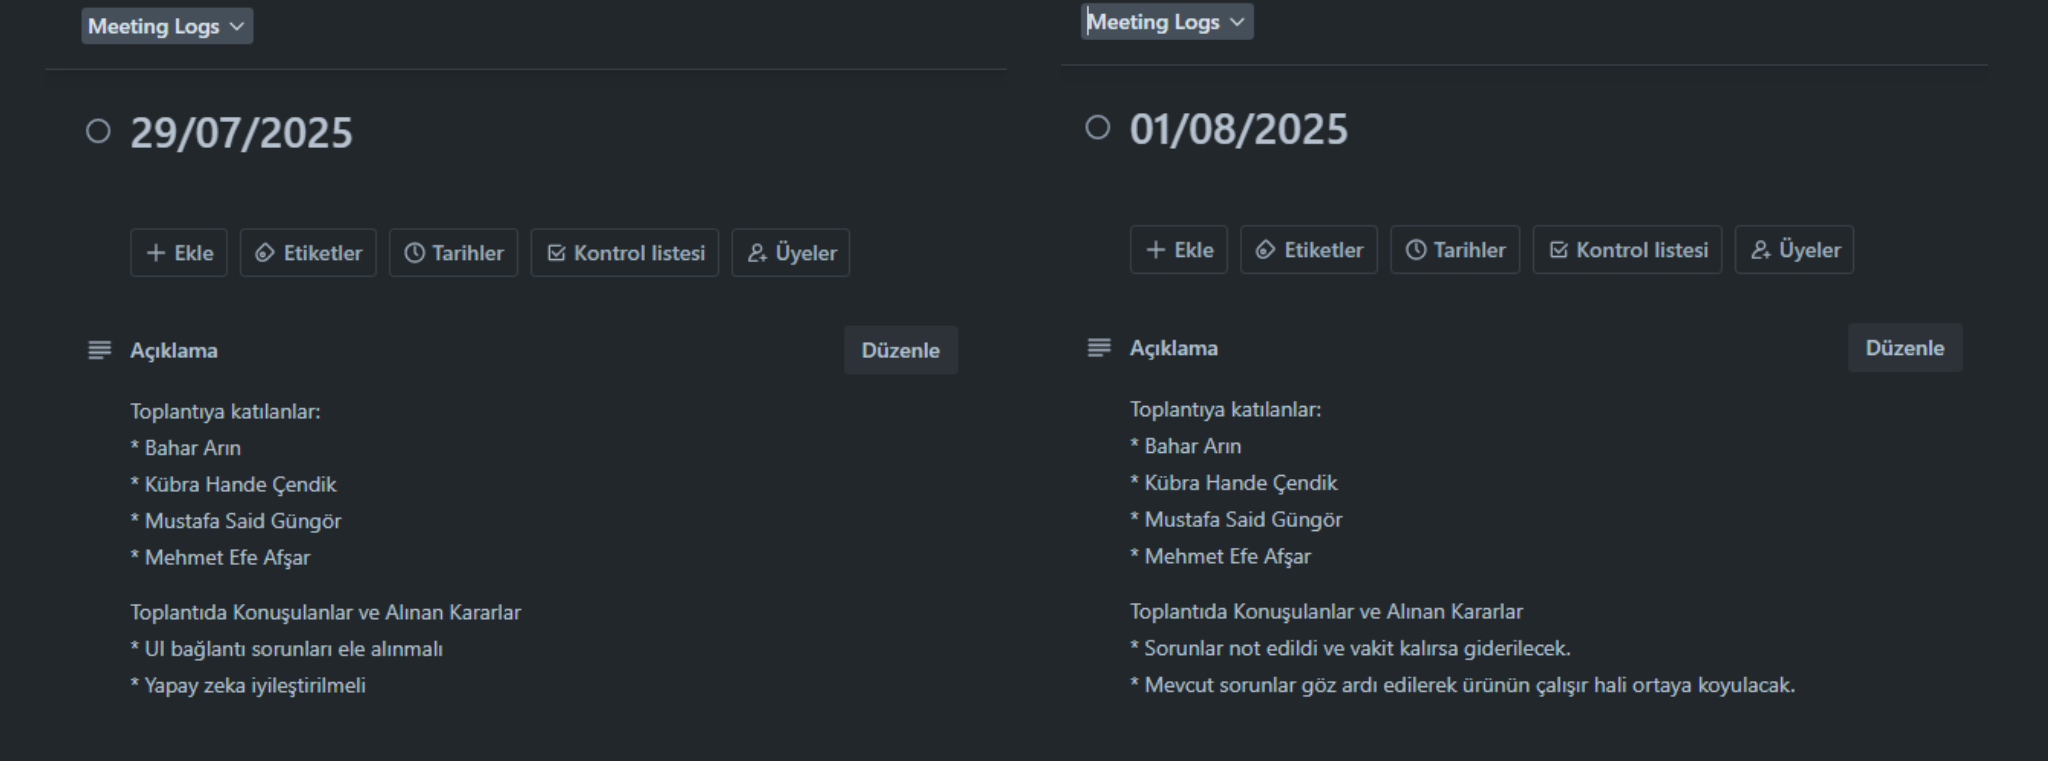 Meeting Logs
29/07/2025
Ekle
Etiketler
Tarihler
Kontrol listesi
Üyeler
Açıklama
Düzenle
Toplantıya katılanlar:
* Bahar Arın
* Kübra Hande Çendik
* Mustafa Said Güngör
* Mehmet Efe Afşar
Toplantıda Konuşulanlar ve Alınan Kararlar
* UI bağlantı sorunları ele alınmalı
* Yapay zeka iyileştirilmeli
Meeting Logs
01/08/2025
Ekle
Etiketler
Tarihler
Kontrol listesi
Üyeler
Açıklama
Düzenle
Toplantıya katılanlar:
* Bahar Arın
* Kübra Hande Çendik
* Mustafa Said Güngör
* Mehmet Efe Afşar
Toplantıda Konuşulanlar ve Alınan Kararlar
* Sorunlar not edildi ve vakit kalırsa giderilecek.
* Mevcut sorunlar göz ardı edilerek ürünün çalışır hali ortaya koyulacak.